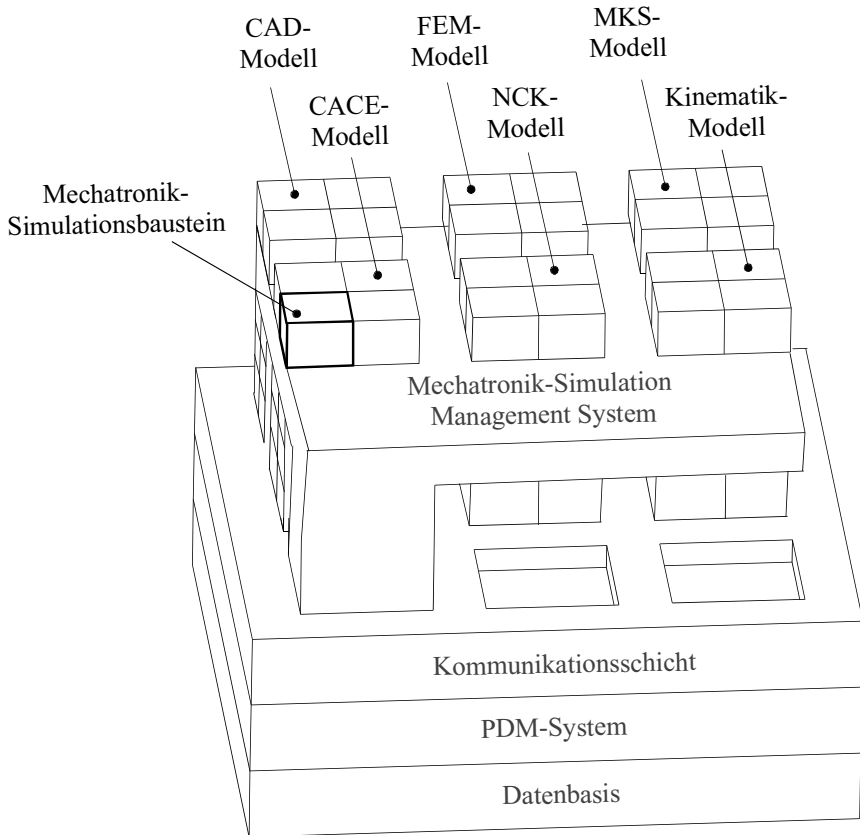 CAD-
Modell
FEM-
Modell
MKS-
Modell
CACE-
Modell
NCK-
Modell
Kinematik-
Modell
Mechatronik-
Simulationsbaustein
Mechatronik-Simulation
Management System
Kommunikationsschicht
PDM-System
Datenbasis